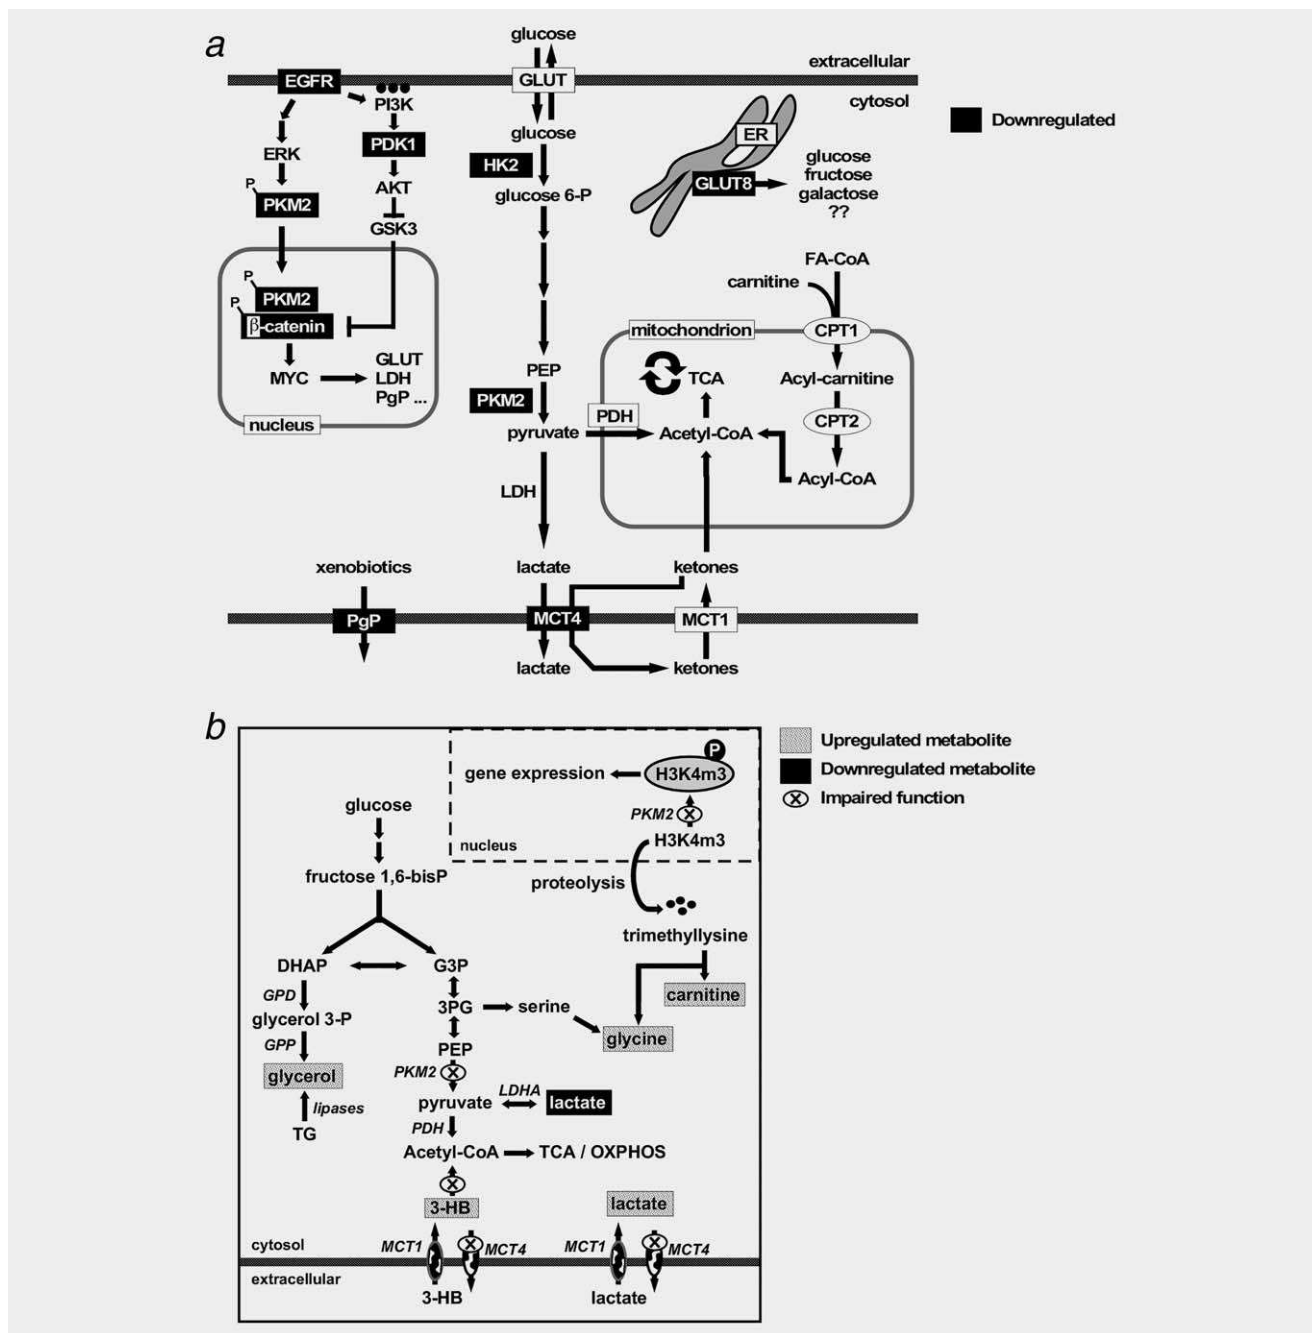 a
glucose
extracellular
EGFR
GLUT
cytosol
PI3K
Downregulated
glucose
ER
ERK
PDK1
HK2
glucose
fructose
galactose
??
GLUT8
P
AKT
glucose 6-P
PKM2
GSK3
FA-CoA
carnitine
P
PKM2
P
β-catenin
mitochondrion
CPT1
GLUT
LDH
PgP ...
MYC
PEP
TCA
Acyl-carnitine
PKM2
PDH
CPT2
nucleus
pyruvate
Acetyl-CoA
Acyl-CoA
LDH
xenobiotics
lactate
ketones
PgP
MCT4
MCT1
lactate
ketones
b
P
Upregulated metabolite
gene expression
H3K4m3
Downregulated metabolite
Impaired function
glucose
PKM2
H3K4m3
nucleus
fructose 1,6-bisP
proteolysis
trimethyllysine
DHAP
G3P
GPD
carnitine
3PG
serine
glycerol 3-P
GPP
glycine
PEP
PKM2
glycerol
LDHA
lipases
pyruvate
lactate
TG
PDH
Acetyl-CoA
TCA / OXPHOS
3-HB
lactate
cytosol
MCT1
MCT4
MCT1
MCT4
extracellular
3-HB
lactate